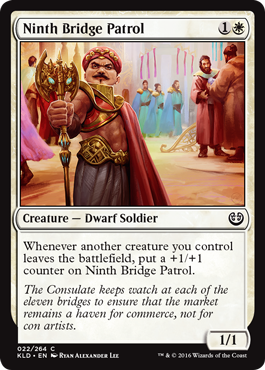 Ninth Bridge Patrol 1
Creature — Dwarf Soldier
Whenever another creature you control
leaves the battlefield, put a +1/+1
counter on Ninth Bridge Patrol.
The Consulate keeps watch at each of the
eleven bridges to ensure that the market
remains a haven for commerce, not for
con artists.
1/1
022/264 C
KLD • EN Ryan Alexander Lee
™ & © 2016 Wizards of the Coast